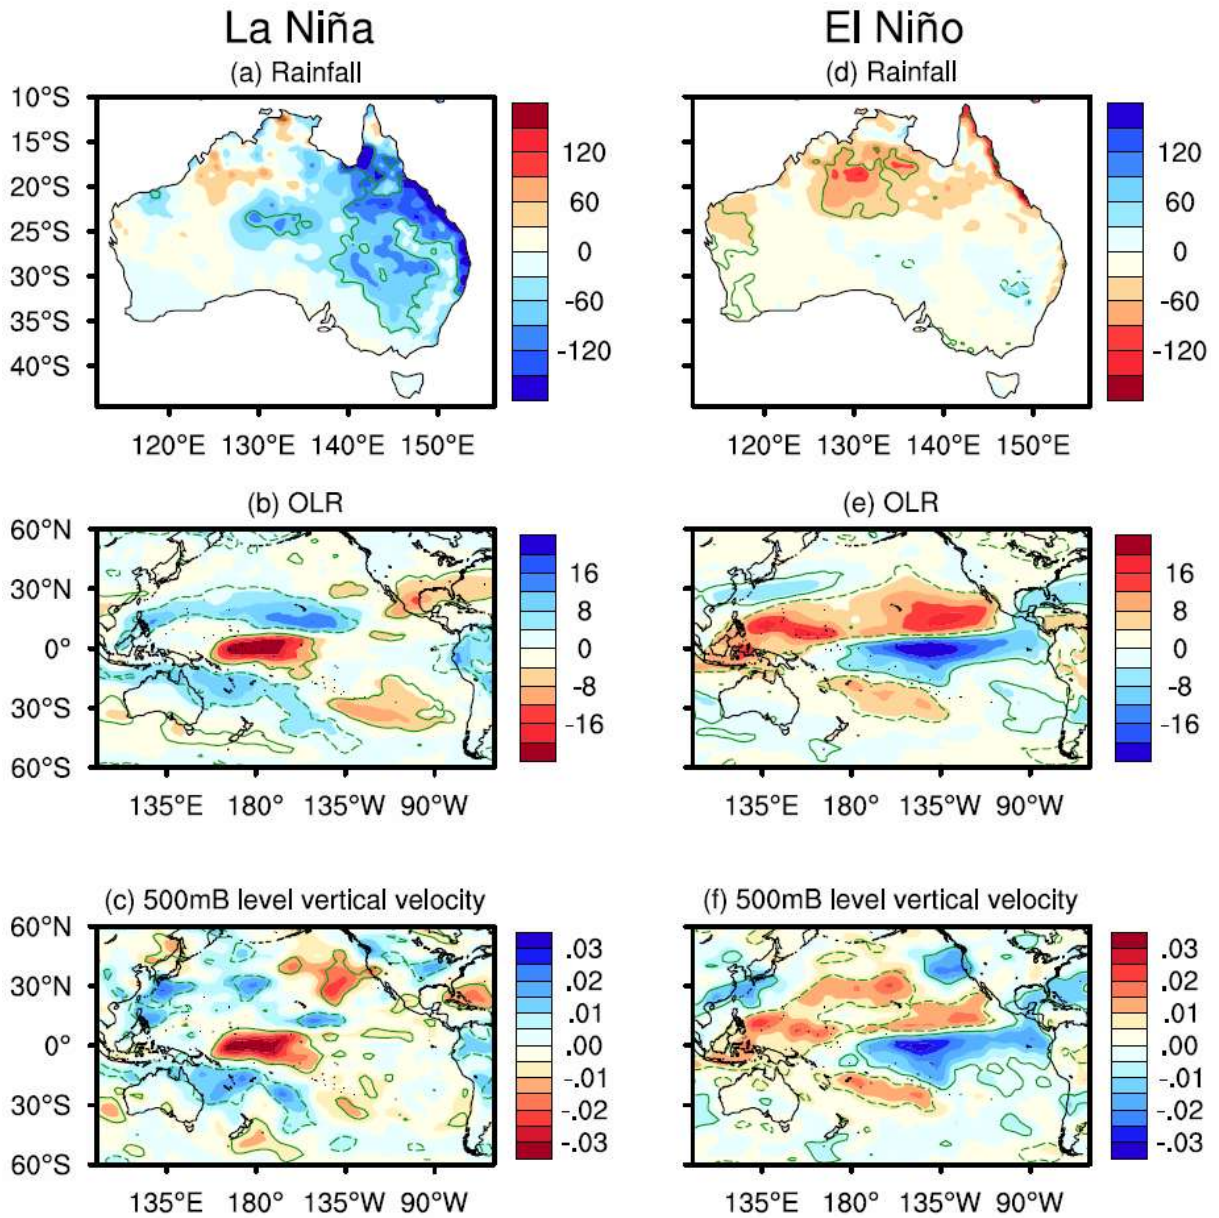 La Niña
El Niño
(a) Rainfall
(d) Rainfall
10°S
15°S
20°S
25°S
30°S
35°S
40°S
120
60
0
-60
-120
120
60
0
-60
-120
120°E 130°E 140°E 150°E
120°E 130°E 140°E 150°E
(b) OLR
(e) OLR
60°N
30°N
0°
30°S
60°S
16
8
0
-8
-16
16
8
0
-8
-16
135°E 180° 135°W 90°W
135°E 180° 135°W 90°W
(c) 500mB level vertical velocity
(f) 500mB level vertical velocity
60°N
30°N
0°
30°S
60°S
.03
.02
.01
.00
-.01
-.02
-.03
.03
.02
.01
.00
-.01
-.02
-.03
135°E 180° 135°W 90°W
135°E 180° 135°W 90°W